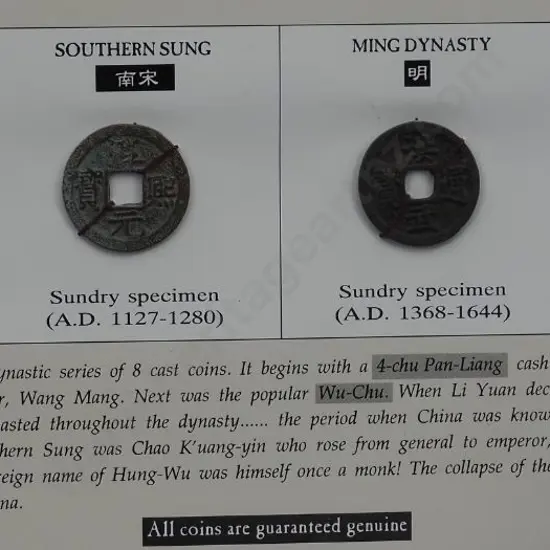 SOUTHERN SUNG
南宋
淳熙元寶
Sundry specimen
(A.D. 1127-1280)
MING DYNASTY
明
Sundry specimen
(A.D. 1368-1644)
ynastic series of 8 cast coins. It begins with a 4-chu Pan-Liang cash
r, Wang Mang. Next was the popular Wu-Chu. When Li Yuan dec
asted throughout the dynasty...... the period when China was know
hern Sung was Chao K'uang-yin who rose from general to emperor,
reign name of Hung-Wu was himself once a monk! The collapse of the
na.
All coins are guaranteed genuine